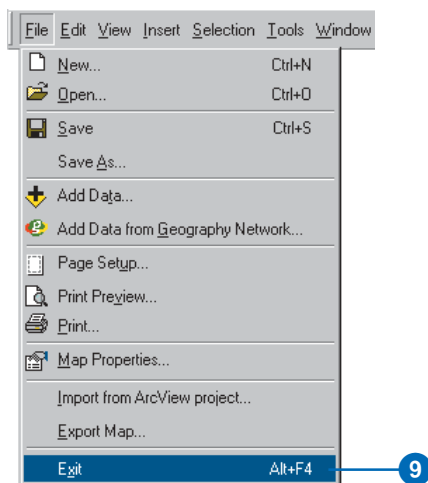 File Edit View Insert Selection Tools Window
New... Ctrl+N
Open... Ctrl+O
Save Ctrl+S
Save As...
Add Data...
Add Data from Geography Network...
Page Setup...
Print Preview...
Print...
Map Properties...
Import from ArcView project...
Export Map...
Exit Alt+F4 9